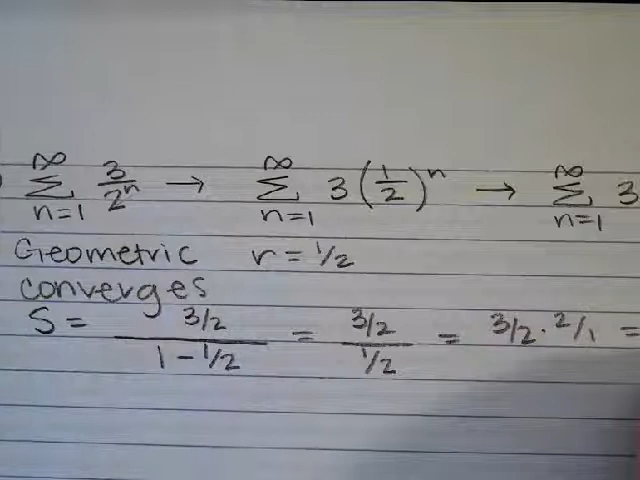 ∞ ∑ n=1 3/2ⁿ → ∞ ∑ n=1 3(1/2)ⁿ → ∞ ∑ n=1 3
Geometric r = 1/2
converges
S = 3/2 / 1 - 1/2 = 3/2 / 1/2 = 3/2 · 2/1 =